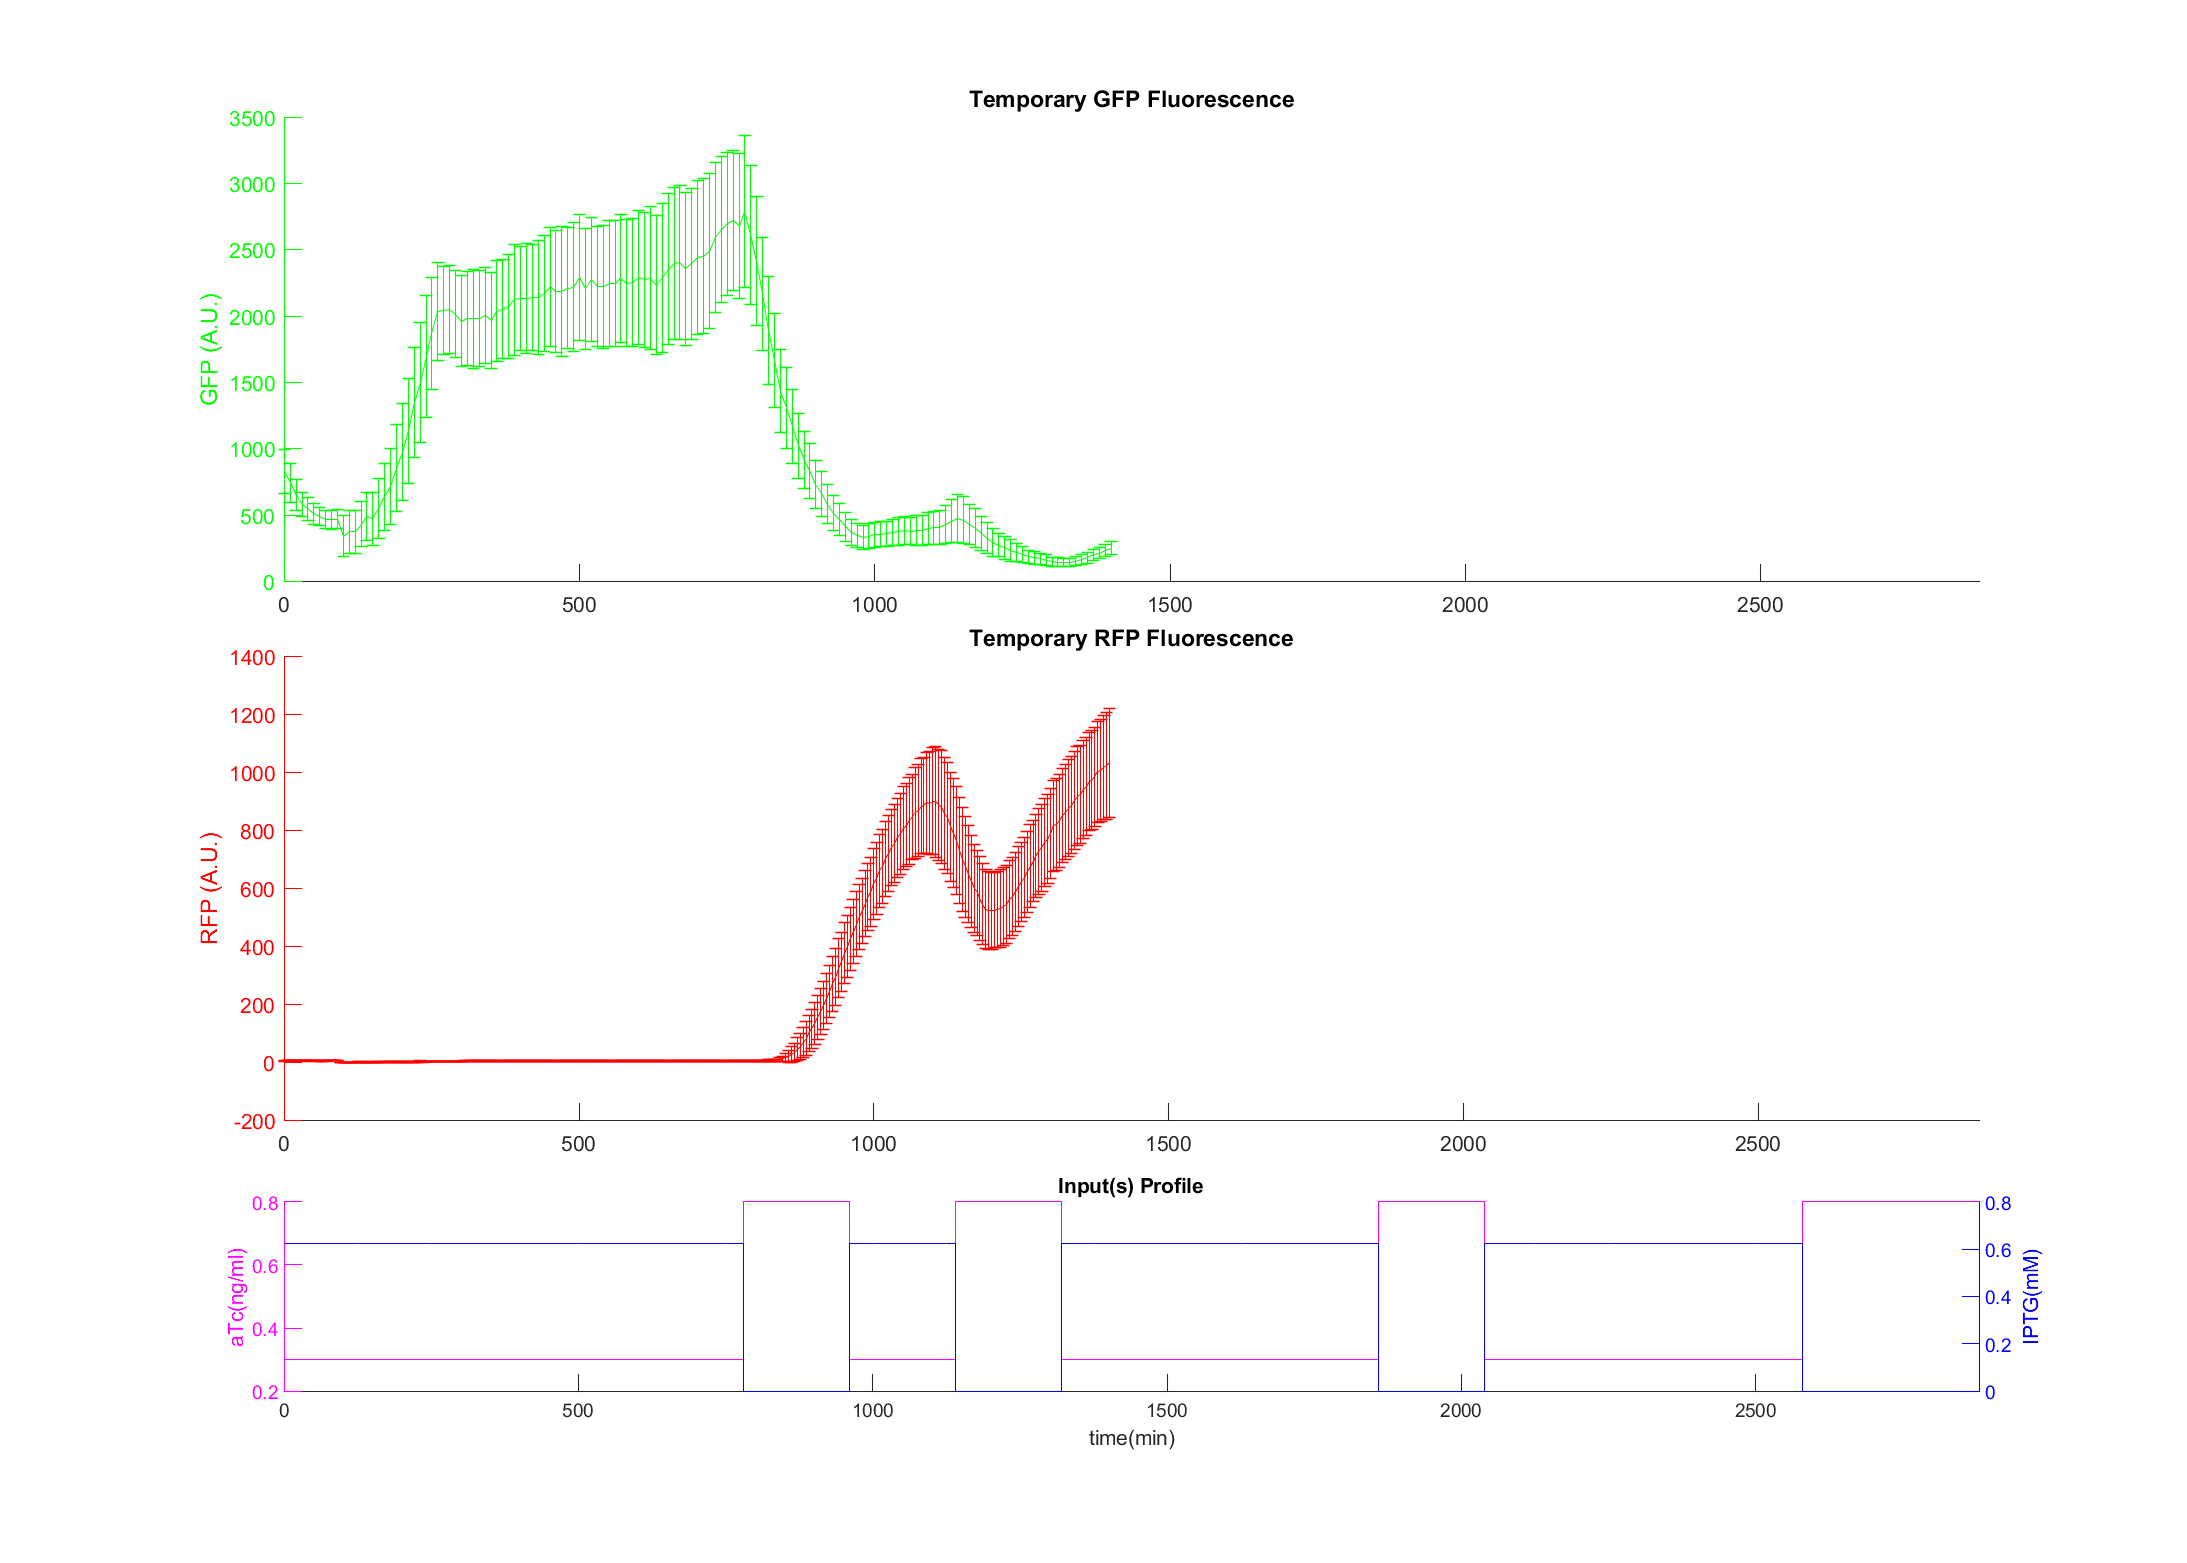 Temporary GFP Fluorescence
3500
3000
2500
2000
1500
1000
500
0
GFP (A.U.)
0 500 1000 1500 2000 2500
Temporary RFP Fluorescence
1400
1200
1000
800
600
400
200
0
-200
RFP (A.U.)
0 500 1000 1500 2000 2500
Input(s) Profile
0.8 0.8
0.6 0.6
0.4 0.4
0.2
0.2 0
aTc(ng/ml)
IPTG(mM)
0 500 1000 1500 2000 2500
time(min)